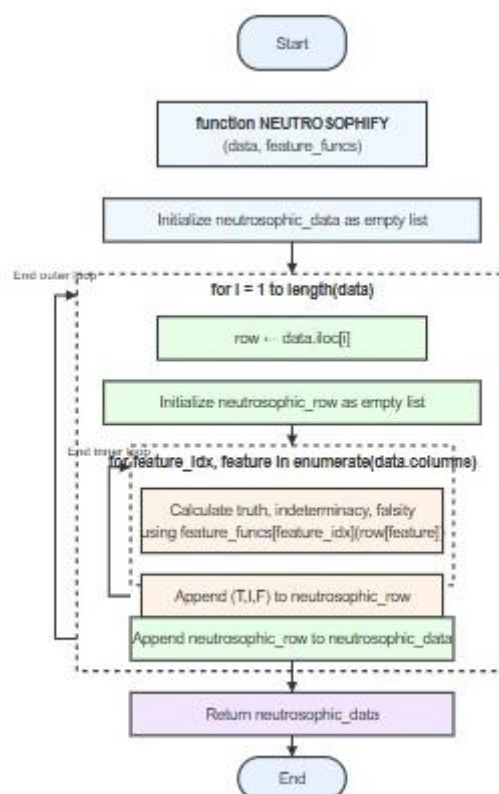 Start
function NEUTROSOPHIFY
(data, feature_funcs)
Initialize neutrosophic_data as empty list
End outer loop
for i = 1 to length(data)
row ← data.iloc[i]
Initialize neutrosophic_row as empty list
End inner loop
for feature_idx, feature in enumerate(data.columns)
Calculate truth, indeterminacy, falsity
using feature_funcs[feature_idx](row[feature])
Append (T,I,F) to neutrosophic_row
Append neutrosophic_row to neutrosophic_data
Return neutrosophic_data
End